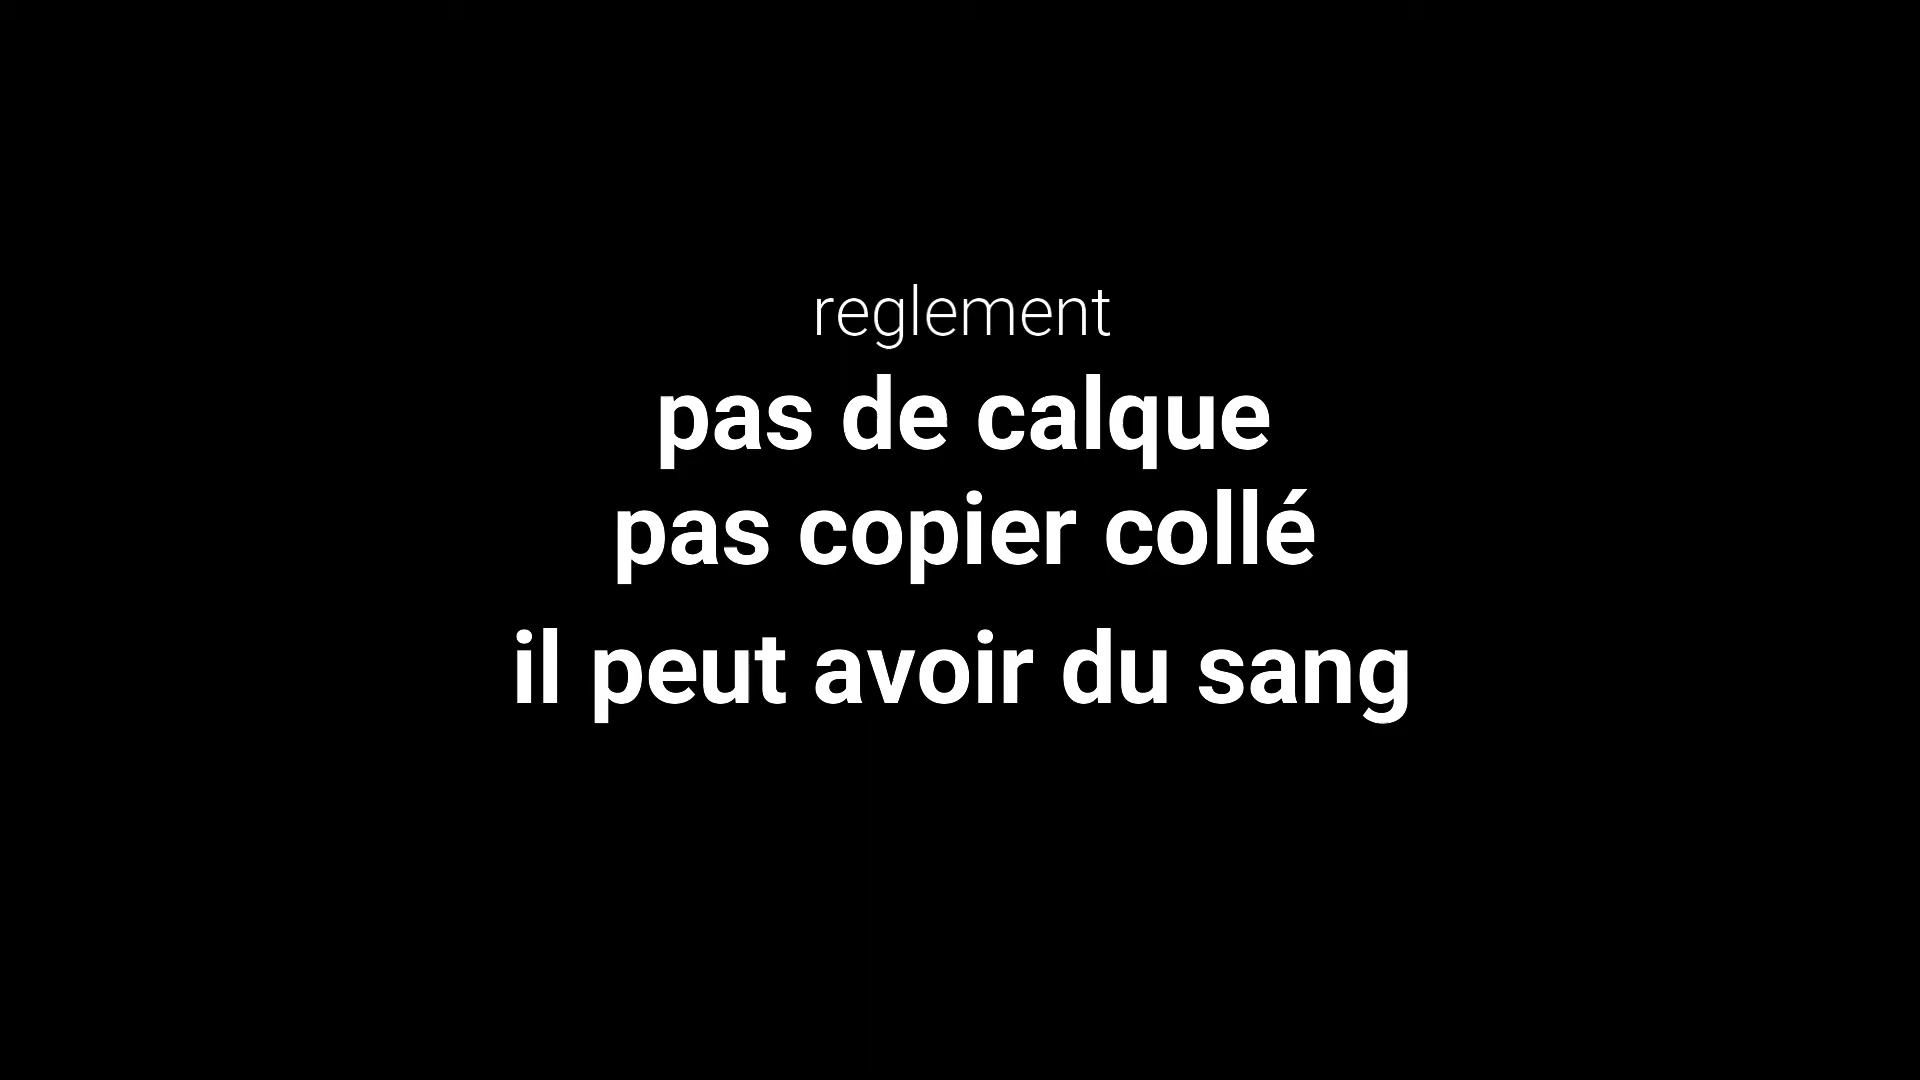 reglement
pas de calque
pas copier collé
il peut avoir du sang